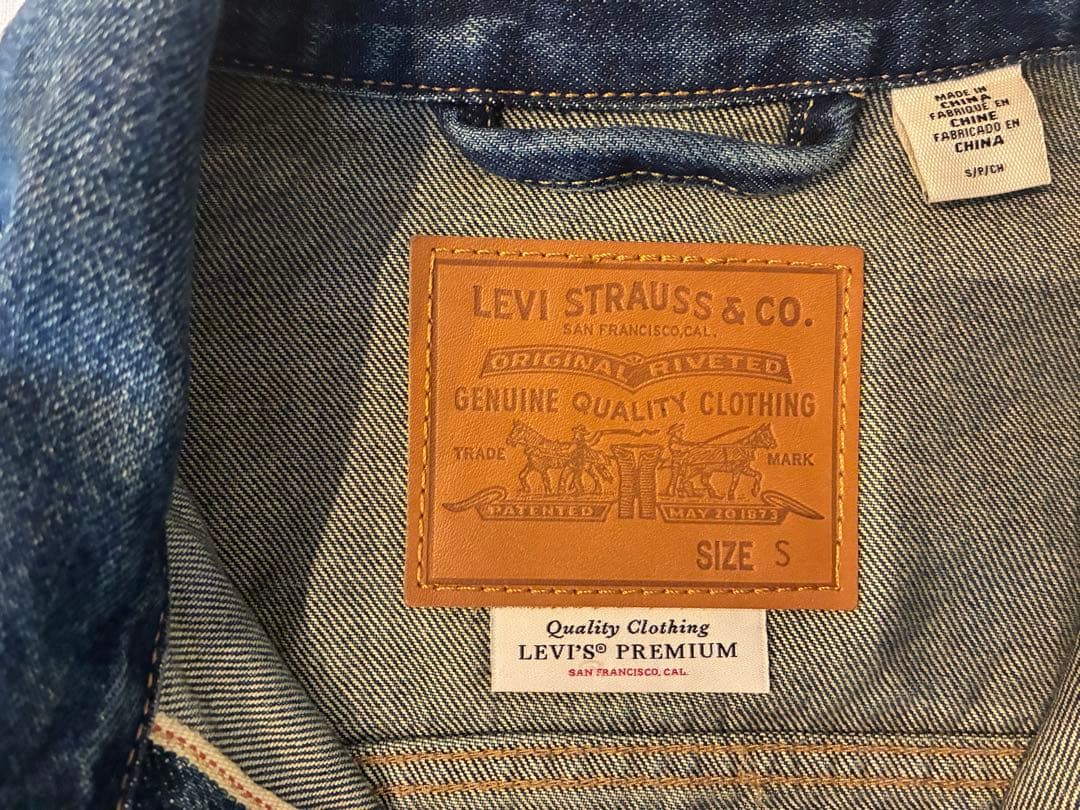 MADE IN
CHINA
FABRIQUÉ EN
CHINE
FABRICADO EN
CHINA
S/P/CH
LEVI STRAUSS & CO.
SAN FRANCISCO, CAL.
ORIGINAL RIVETED
GENUINE QUALITY CLOTHING
TRADE MARK
PATENTED MAY 20 1873
SIZE S
Quality Clothing
LEVI'S® PREMIUM
SAN FRANCISCO, CAL.